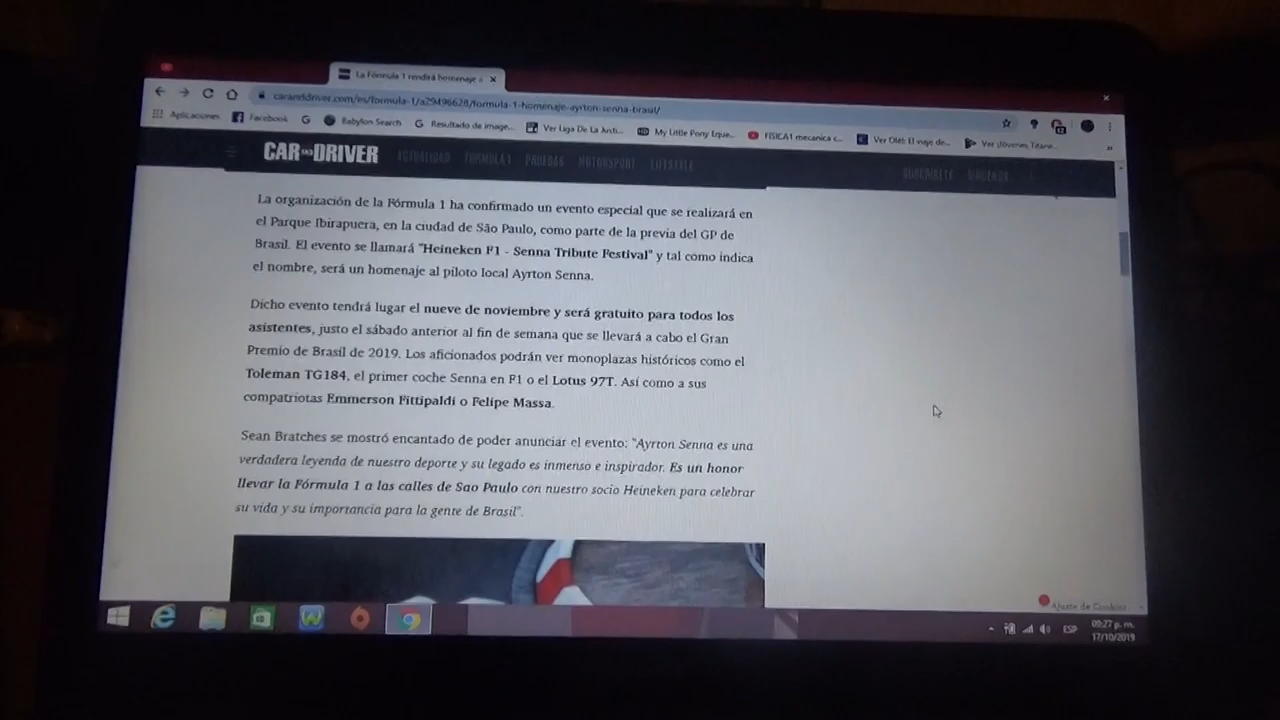 La Fórmula 1 rendirá homenaje a
caranddriver.com/es/formula-1/a29496628/formula-1-homenaje-ayrton-senna-brasil/
Aplicaciones Facebook Babylon Search Resultado de image... Ver Liga De La Justi... My Little Pony Eque... FISICA1 mecanica c... Ver Olét: El viaje de... Ver ¡Jóvenes Titane...
CAR AND DRIVER ACTUALIDAD FORMULA 1 PRUEBAS MOTORSPORT LIFESTYLE SUSCRÍBETE SÍGUENOS
La organización de la Fórmula 1 ha confirmado un evento especial que se realizará en
el Parque Ibirapuera, en la ciudad de São Paulo, como parte de la previa del GP de
Brasil. El evento se llamará "Heineken F1 - Senna Tribute Festival" y tal como indica
el nombre, será un homenaje al piloto local Ayrton Senna.
Dicho evento tendrá lugar el nueve de noviembre y será gratuito para todos los
asistentes, justo el sábado anterior al fin de semana que se llevará a cabo el Gran
Premio de Brasil de 2019. Los aficionados podrán ver monoplazas históricos como el
Toleman TG184, el primer coche Senna en F1 o el Lotus 97T. Así como a sus
compatriotas Emmerson Fittipaldi o Felipe Massa.
Sean Bratches se mostró encantado de poder anunciar el evento: "Ayrton Senna es una
verdadera leyenda de nuestro deporte y su legado es inmenso e inspirador. Es un honor
llevar la Fórmula 1 a las calles de Sao Paulo con nuestro socio Heineken para celebrar
su vida y su importancia para la gente de Brasil".
Ajuste de Cookies
ESP 09:27 p. m.
17/10/2019